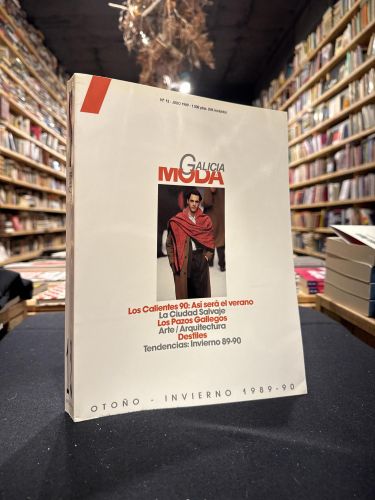 GALICIA
MODA
Los Calientes 90: Así será el verano
La Ciudad Salvaje
Los Pazos Gallegos
Arte / Arquitectura
Desfiles
Tendencias: Invierno 89-90
OTOÑO - INVIERNO 1989-90